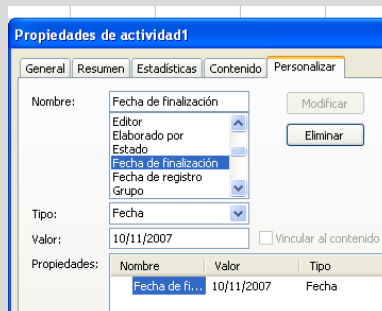 Propiedades de actividad1
General Resumen Estadísticas Contenido Personalizar
Nombre: Fecha de finalización Modificar
Editor
Elaborado por Eliminar
Estado
Fecha de finalización
Fecha de registro
Grupo
Tipo: Fecha
Valor: 10/11/2007 Vincular al contenido
Propiedades: Nombre Valor Tipo
Fecha de fi... 10/11/2007 Fecha